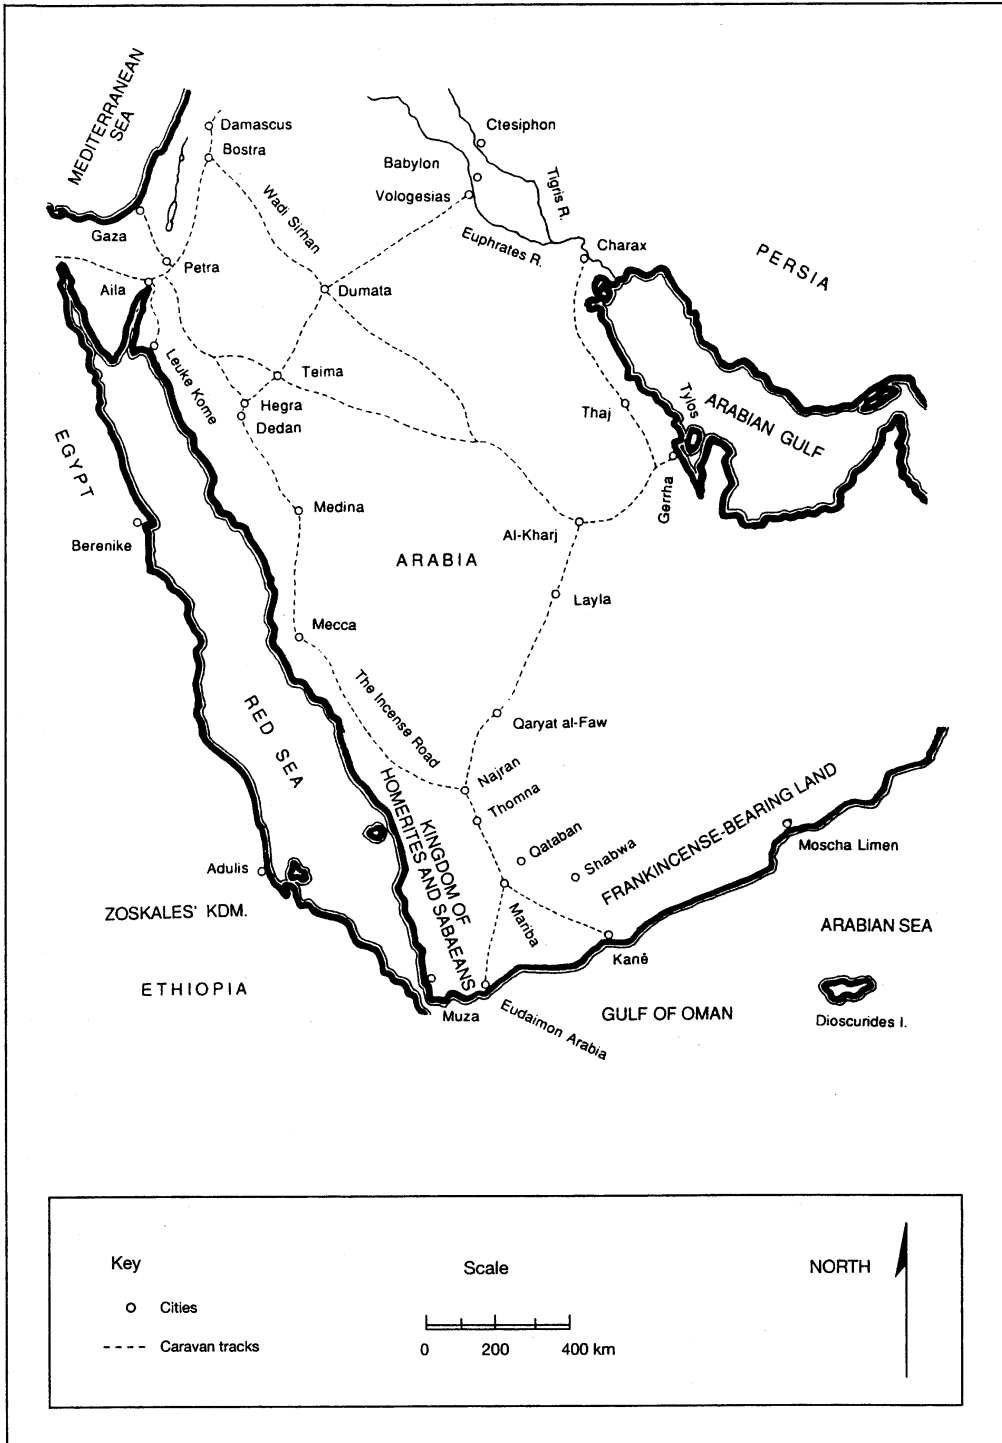 MEDITERRANEAN
SEA
Damascus
Bostra
Ctesiphon
Babylon
Vologesias
Tigris R.
Wadi Sirhan
Gaza
Euphrates R.
Charax
PERSIA
Petra
Aila
Dumata
Leuke Kome
Teima
Hegra
Dedan
Thaj
Tylos
ARABIAN GULF
EGYPT
Gerrha
Medina
Al-Kharj
Berenike
ARABIA
Layla
Mecca
The Incense Road
RED SEA
Qaryat al-Faw
Najran
Thomna
KINGDOM OF
HOMERITES AND SABAEANS
Qataban
Shabwa
FRANKINCENSE-BEARING LAND
Moscha Limen
Adulis
ZOSKALES' KDM.
Mariba
ARABIAN SEA
Kanê
ETHIOPIA
Muza
Eudaimon Arabia
GULF OF OMAN
Dioscurides I.
Key
Cities
Caravan tracks
Scale
0 200 400 km
NORTH